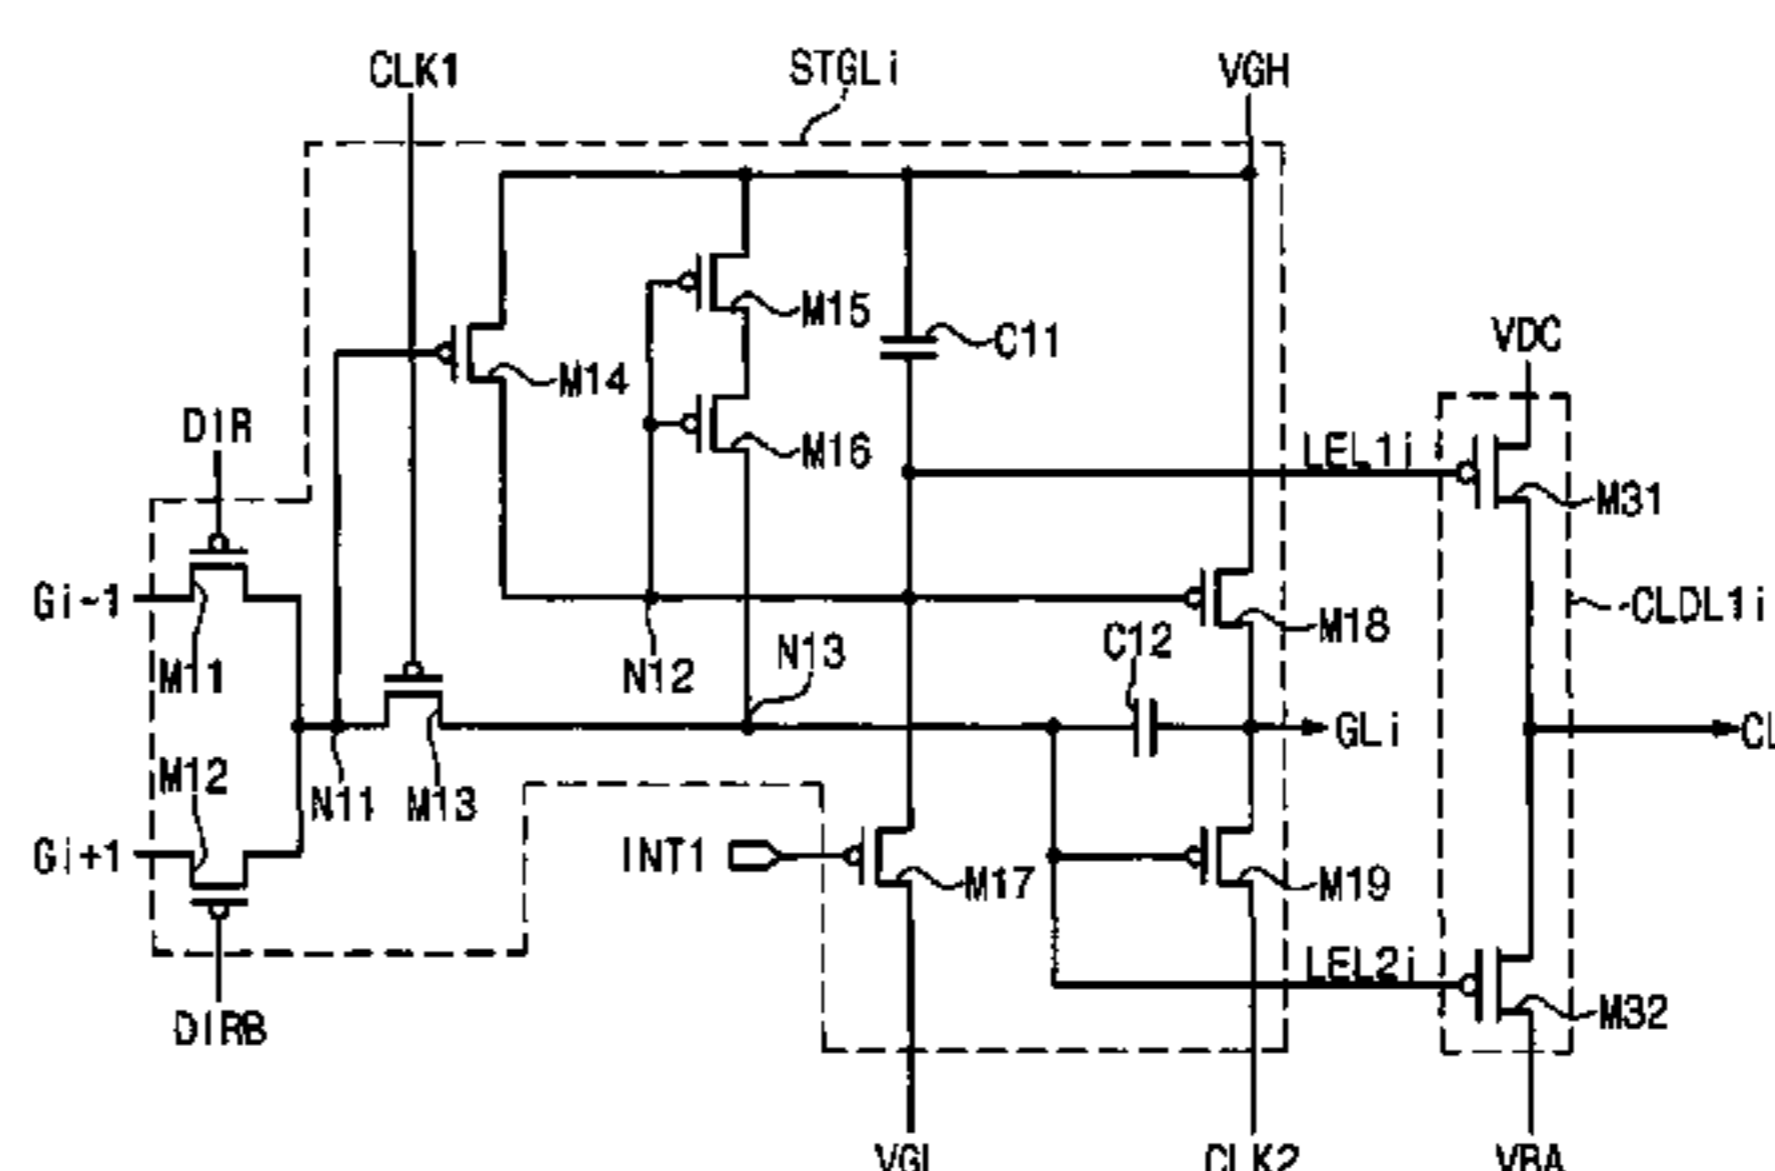 CLK1
STGLi
VGH
M15
C11
VDC
M14
DIR
M16
LEL1i
M31
Gi-1
CLDL1i
M18
C12
N13
M11
N12
GLi
M12
N11
M13
INT1
Gi+1
M17
M19
LEL2i
M32
DIRB
CLK2